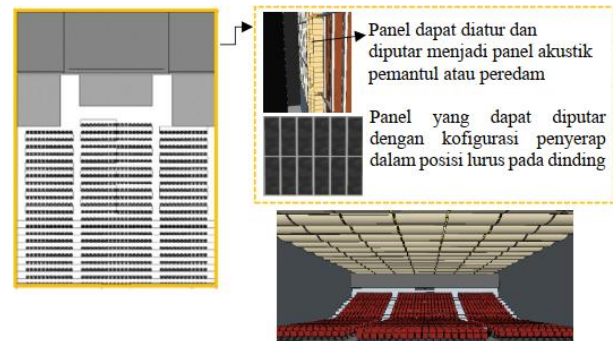 Panel dapat diatur dan
diputar menjadi panel akustik
pemantul atau peredam
Panel yang dapat diputar
dengan kofigurasi penyerap
dalam posisi lurus pada dinding